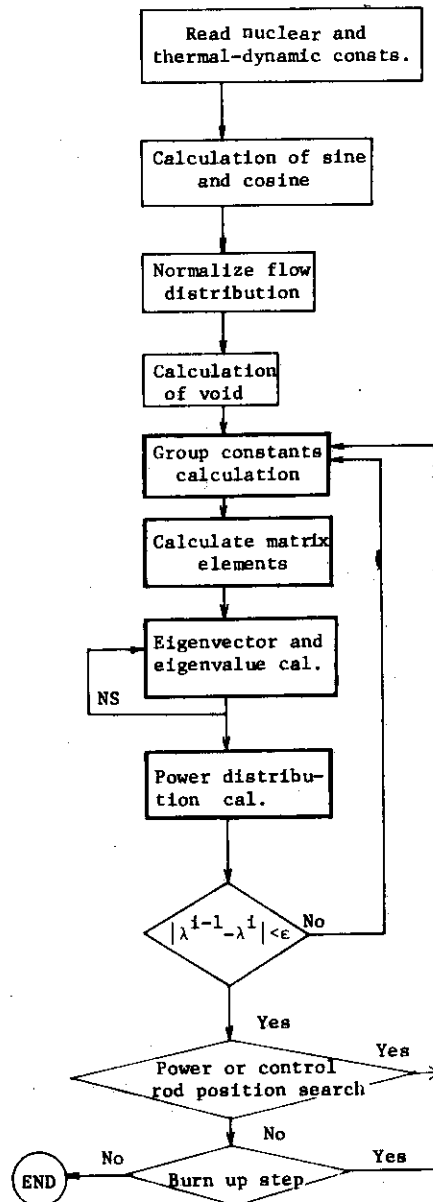 Read nuclear and
thermal-dynamic consts.
Calculation of sine
and cosine
Normalize flow
distribution
Calculation
of void
Group constants
calculation
Calculate matrix
elements
Eigenvector and
eigenvalue cal.
NS
Power distribu-
tion cal.
|λ^{i-1}-λ^{i}|<ε
No
Yes
Power or control
rod position search
Yes
No
END
No
Burn up step
Yes